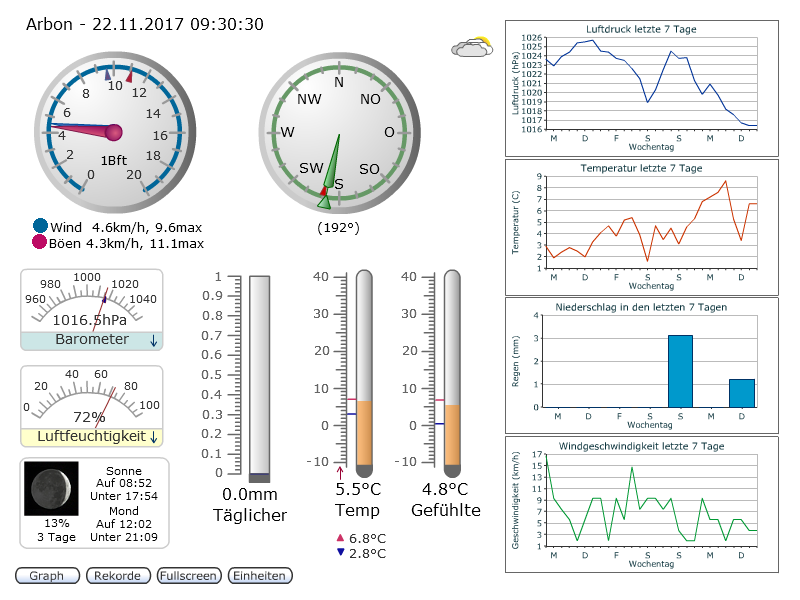 Arbon - 22.11.2017 09:30:30
0 2 4 6 8 10 12 14 16 18 20
1Bft
N NO O SO S SW W NW
(192°)
Wind 4.6km/h, 9.6max
Böen 4.3km/h, 11.1max
960 980 1000 1020 1040
1016.5hPa
Barometer ↓
0 20 40 60 80 100
72%
Luftfeuchtigkeit ↓
13%
3 Tage
Sonne
Auf 08:52
Unter 17:54
Mond
Auf 12:02
Unter 21:09
1
0.9
0.8
0.7
0.6
0.5
0.4
0.3
0.2
0.1
0
0.0mm
Täglicher
40
30
20
10
0
-10
5.5°C
Temp
6.8°C
2.8°C
40
30
20
10
0
-10
4.8°C
Gefühlte
Graph Rekorde Fullscreen Einheiten
Luftdruck letzte 7 Tage
Luftdruck (hPa)
1026
1025
1024
1023
1022
1021
1020
1019
1018
1017
1016
M D F S S M D
Wochentag
Temperatur letzte 7 Tage
Temperatur (C)
9
8
7
6
5
4
3
2
1
M D F S S M D
Wochentag
Niederschlag in den letzten 7 Tagen
Regen (mm)
4
3
2
1
0
M D F S S M D
Wochentag
Windgeschwindigkeit letzte 7 Tage
Geschwindigkeit (km/h)
17
15
13
11
9
7
5
3
1
M D F S S M D
Wochentag